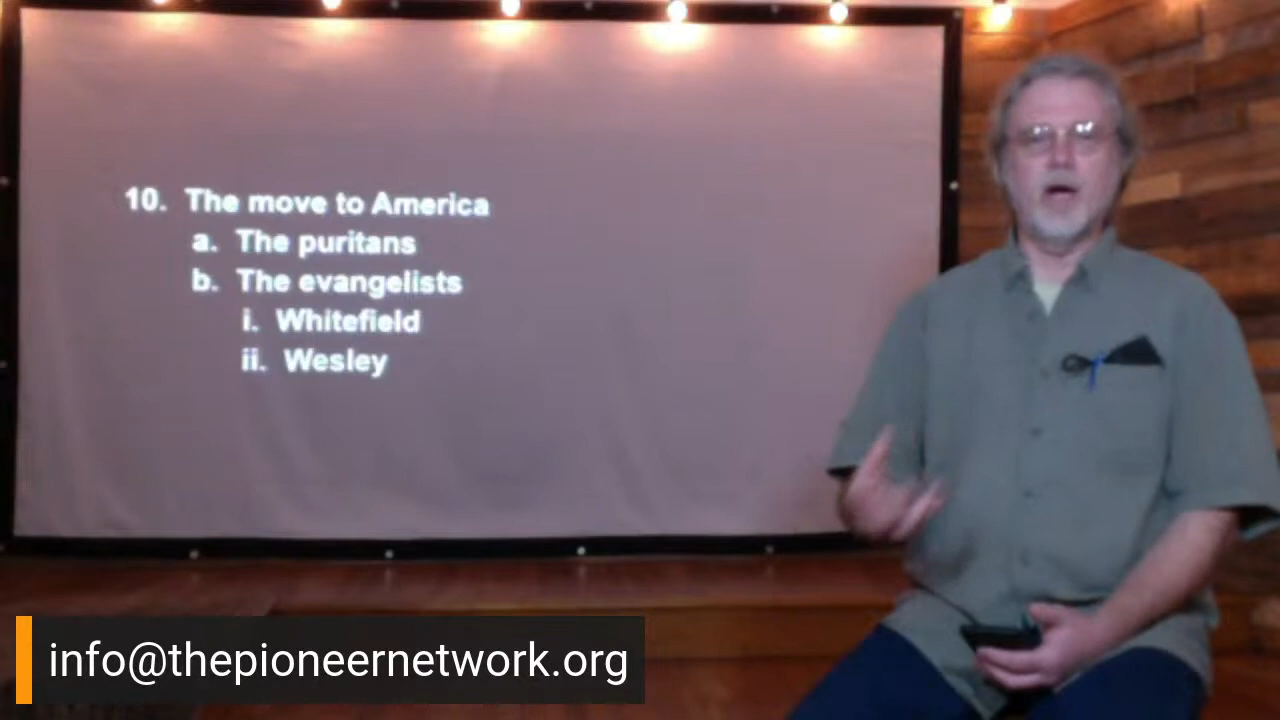 10. The move to America
a. The puritans
b. The evangelists
i. Whitefield
ii. Wesley
info@thepioneernetwork.org